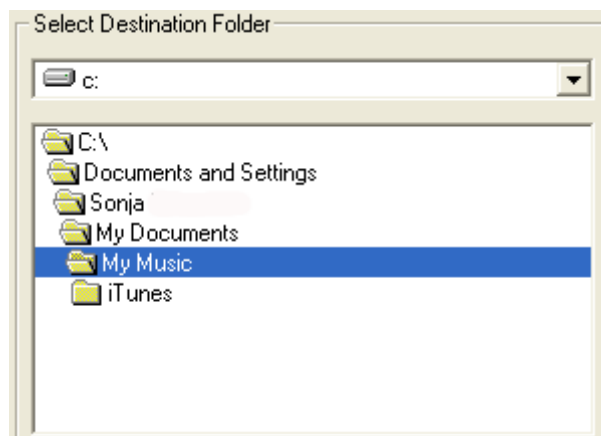 Select Destination Folder
c:
C:\
Documents and Settings
Sonja
My Documents
My Music
iTunes